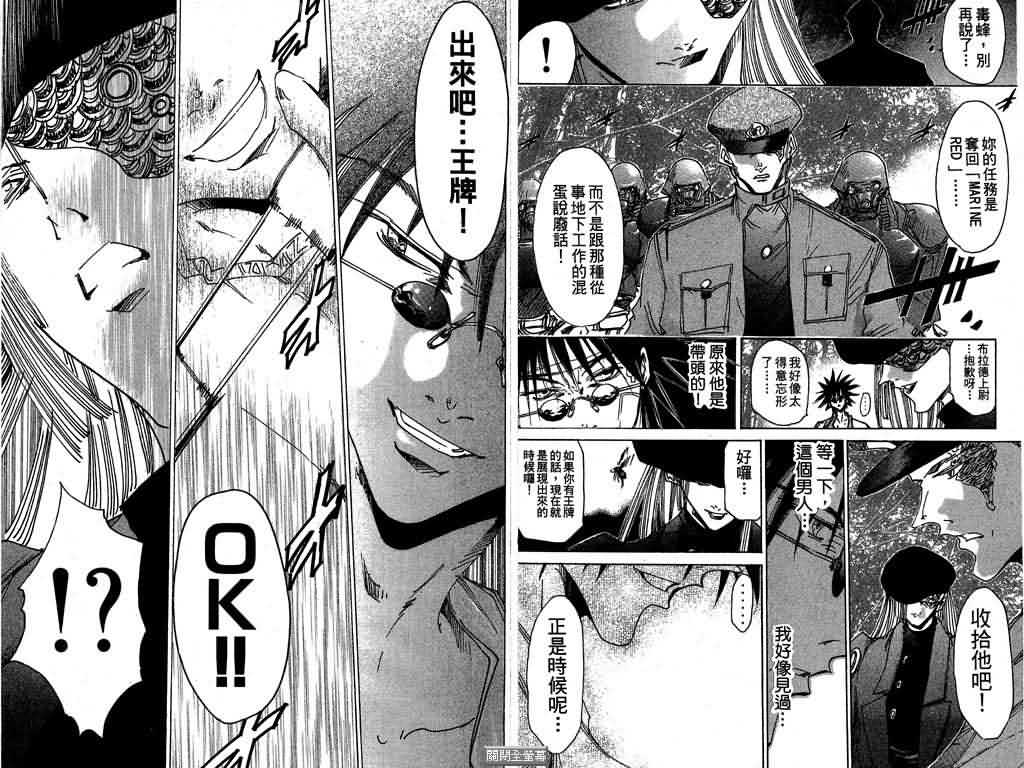 毒蜂，別
再說了…
！
妳的任務是
奪回「MARINE
RED」……
而不是跟那種從
事地下工作的混
蛋說廢話！
布拉德上尉
…抱歉呀…
我好像太
得意忘形
了……
……
原來他是
帶頭的！
收拾他吧！
等一下，
這個男人…
我好像見
過…
好囉…
如果你有王牌
的話，現在就
是展現出來的
時候囉！
……
正是時候呢…
出來吧…王牌！
OK!!
!?
關閉全螢幕